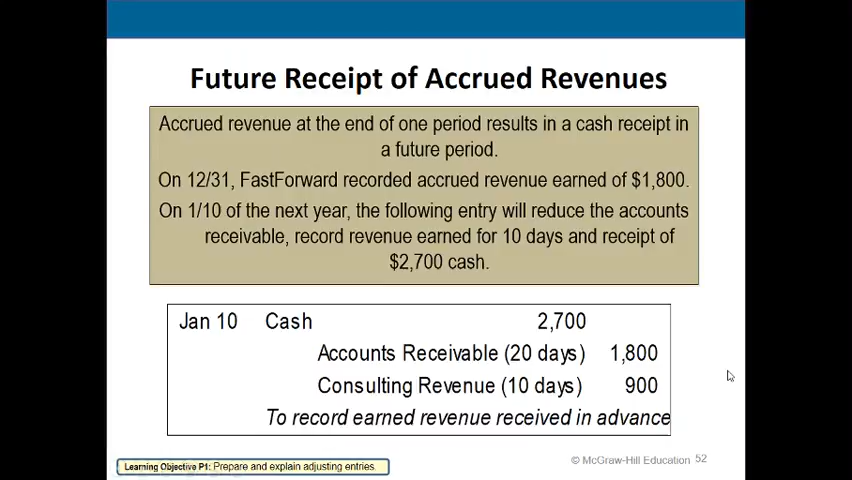 Future Receipt of Accrued Revenues
Accrued revenue at the end of one period results in a cash receipt in
a future period.
On 12/31, FastForward recorded accrued revenue earned of $1,800.
On 1/10 of the next year, the following entry will reduce the accounts
receivable, record revenue earned for 10 days and receipt of
$2,700 cash.
Jan 10 Cash 2,700
Accounts Receivable (20 days) 1,800
Consulting Revenue (10 days) 900
To record earned revenue received in advance
Learning Objective P1: Prepare and explain adjusting entries.
© McGraw-Hill Education 52